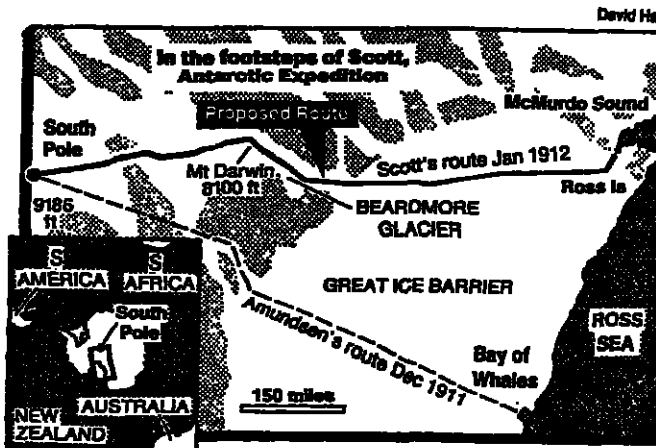 David Ha
In the footsteps of Scott,
Antarctic Expedition
Proposed Route
McMurdo Sound
South
Pole
Scott's route Jan 1912
Mt Darwin
8100 ft
Ross Is
9186
ft
BEARDMORE
GLACIER
GREAT ICE BARRIER
Amundsen's route Dec 1911
ROSS
SEA
Bay of
Whales
150 miles
S
AMERICA
S
AFRICA
South
Pole
AUSTRALIA
NEW
ZEALAND